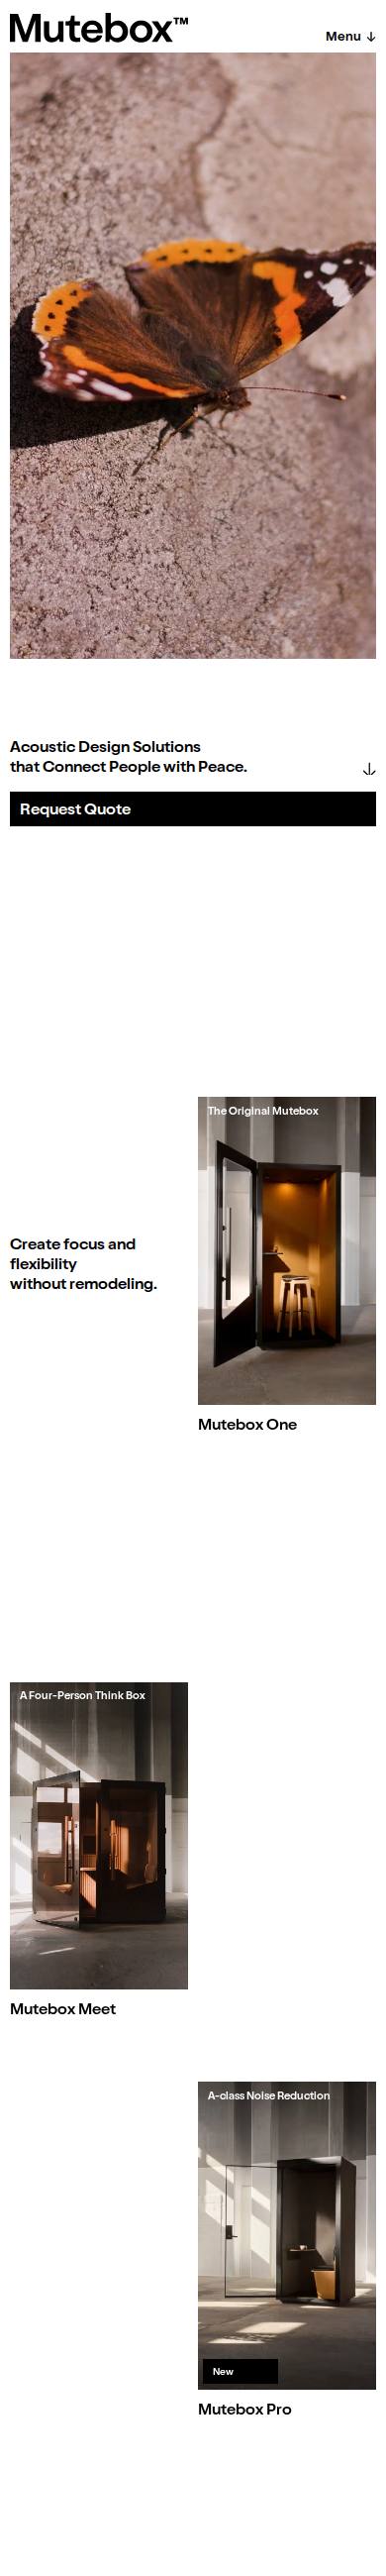 Mutebox™
Menu ↓
Acoustic Design Solutions
that Connect People with Peace.
↓
Request Quote
The Original Mutebox
Create focus and
flexibility
without remodeling.
Mutebox One
A Four-Person Think Box
Mutebox Meet
A-class Noise Reduction
New
Mutebox Pro